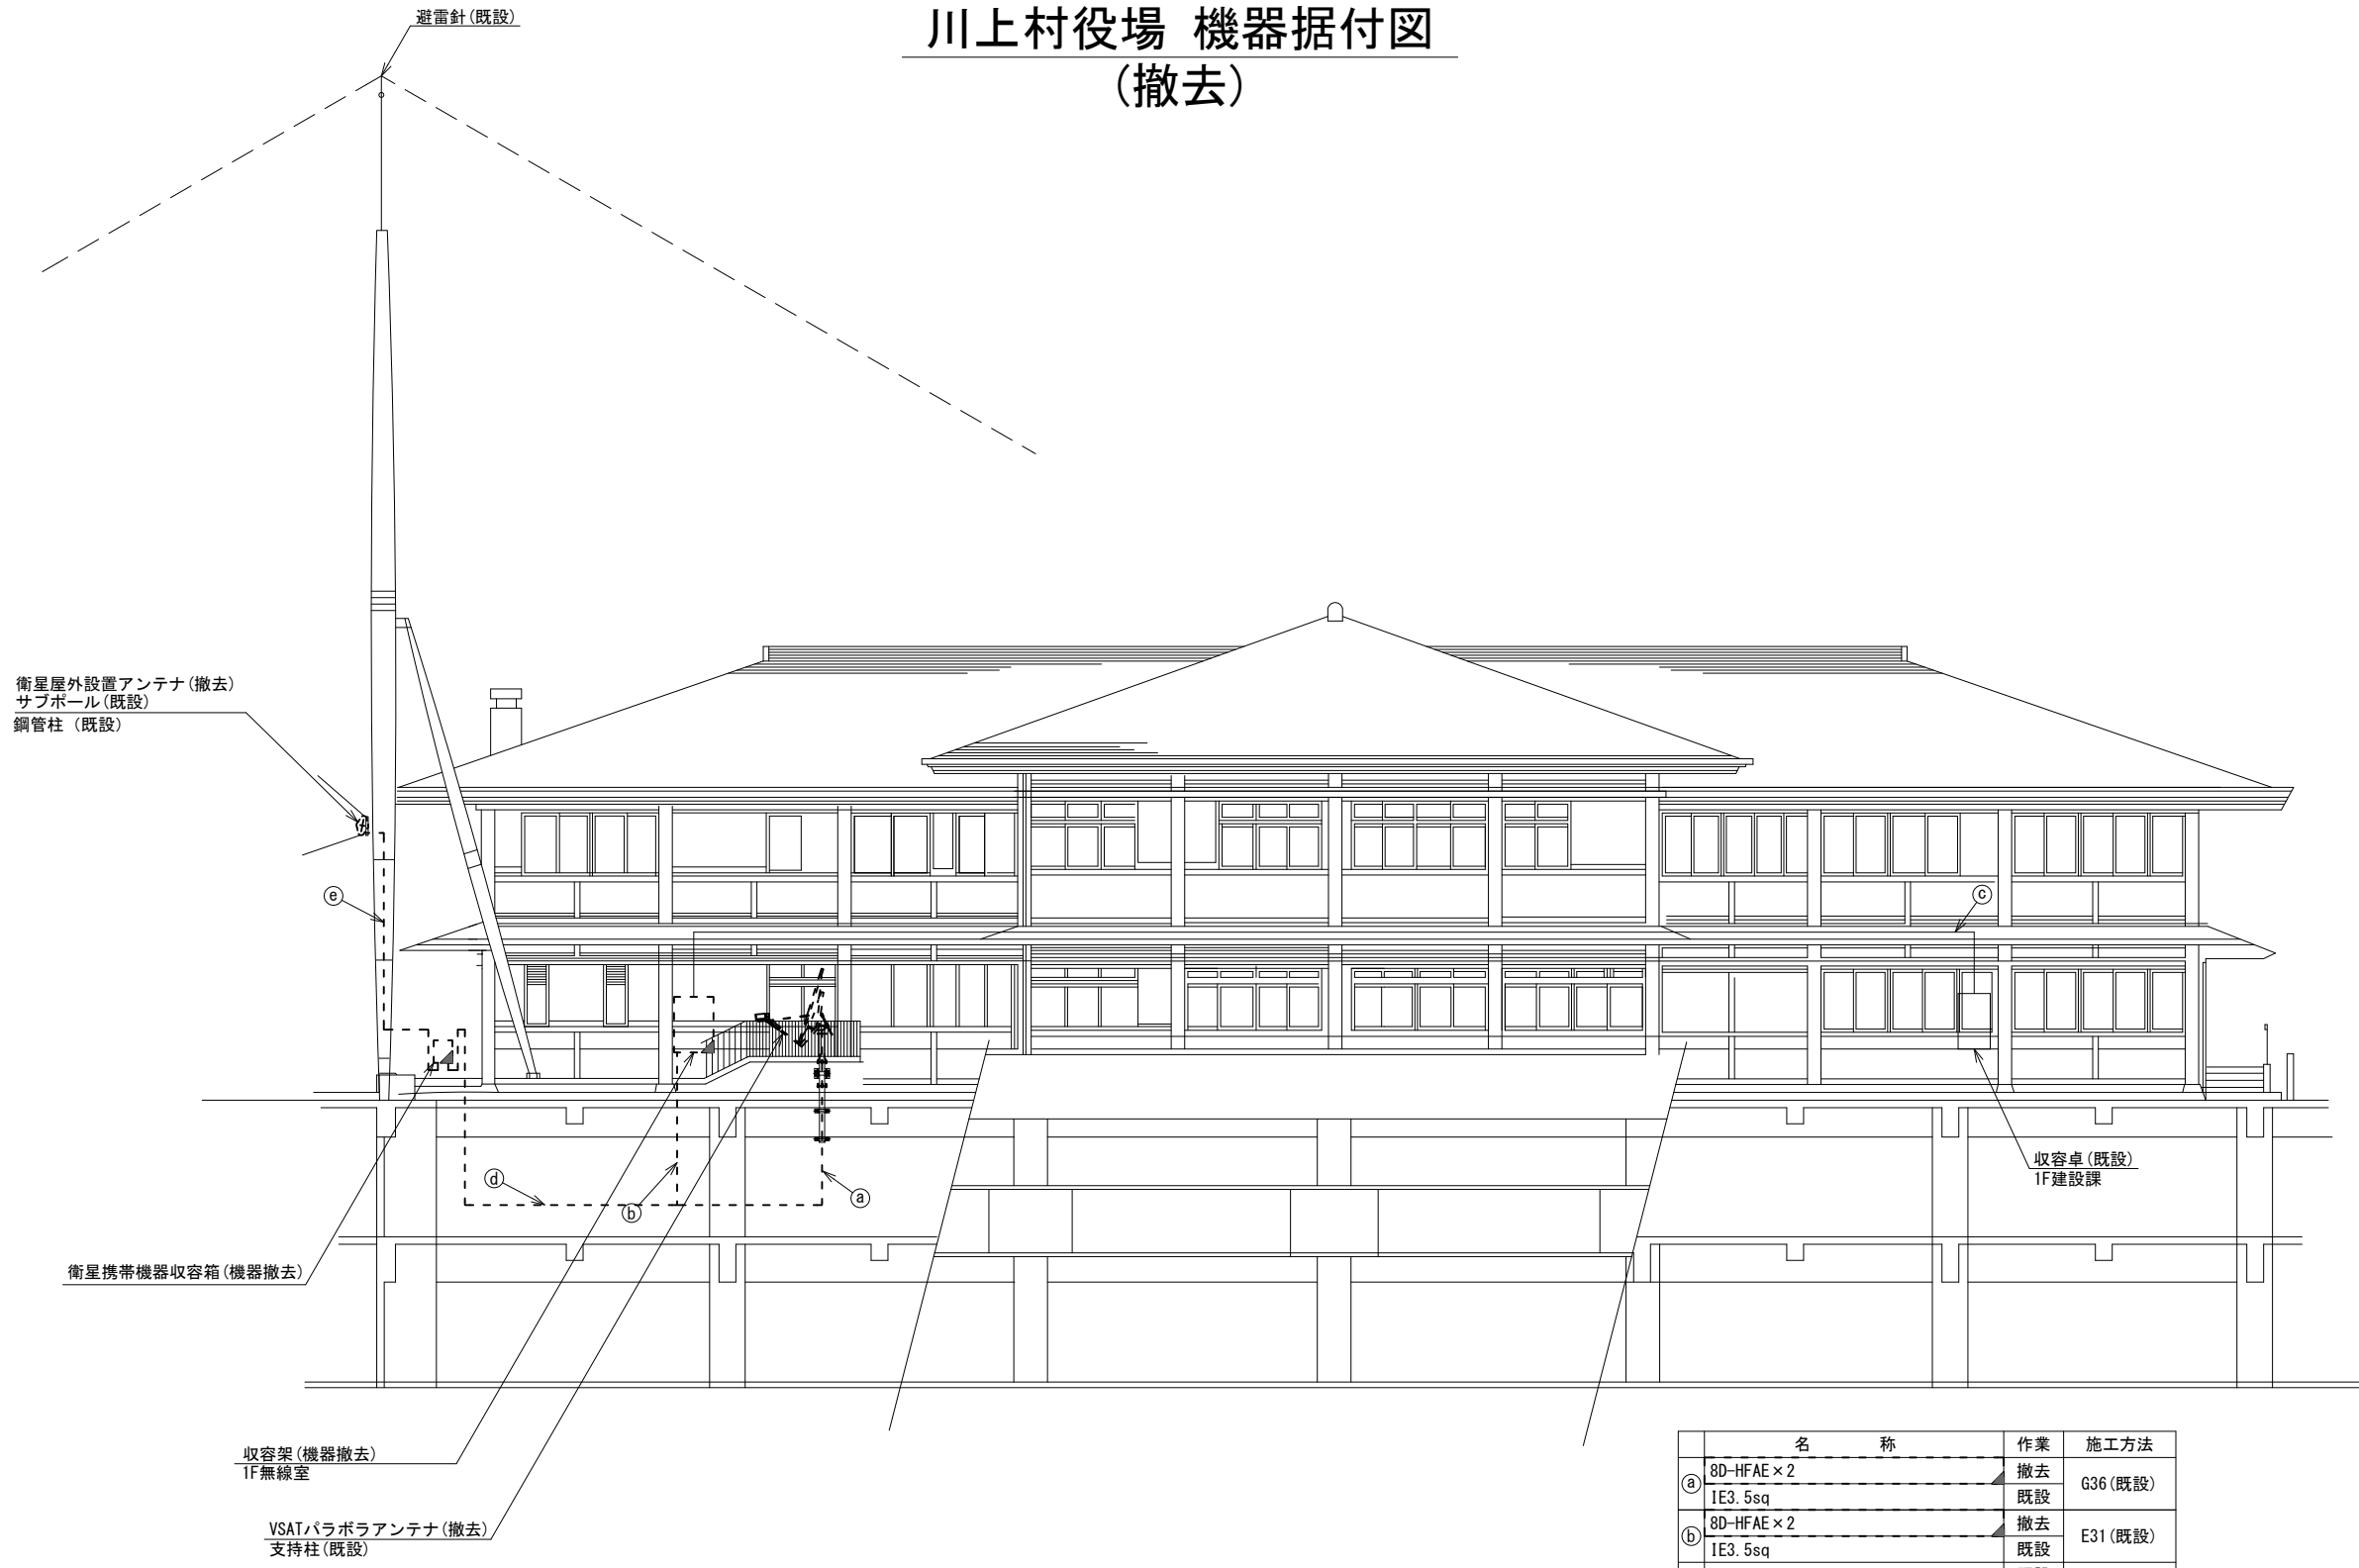 川上村役場 機器据付図
(撤去)
避雷針(既設)
衛星屋外設置アンテナ(撤去)
サブポール(既設)
鋼管柱 (既設)
ⓔ
ⓒ
ⓓ
ⓑ
ⓐ
収容卓(既設)
1F建設課
衛星携帯機器収容箱(機器撤去)
収容架(機器撤去)
1F無線室
VSATパラボラアンテナ(撤去)
支持柱(既設)
名 称 作業 施工方法
ⓐ 8D-HFAE×2 撤去 G36(既設)
IE3.5sq 既設
ⓑ 8D-HFAE×2 撤去 E31(既設)
IE3.5sq 既設